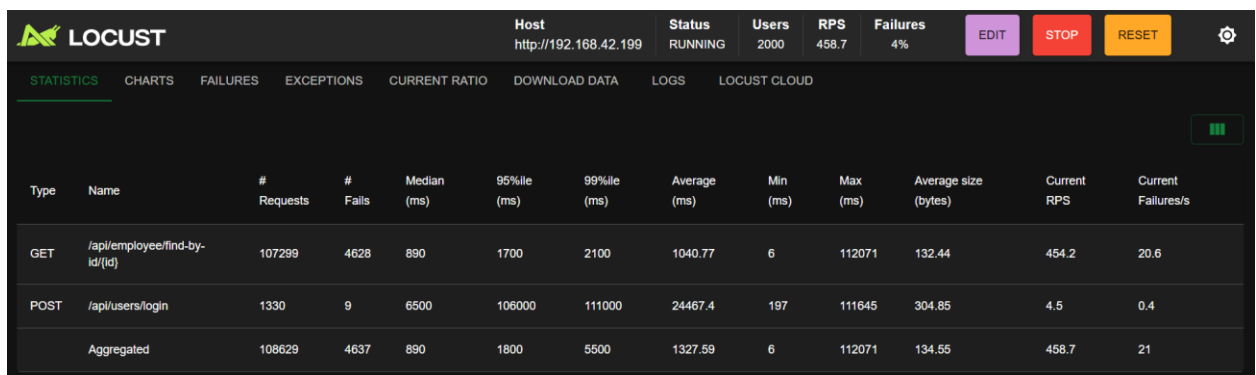 LOCUST
Host
http://192.168.42.199
Status
RUNNING
Users
2000
RPS
458.7
Failures
4%
EDIT
STOP
RESET
STATISTICS CHARTS FAILURES EXCEPTIONS CURRENT RATIO DOWNLOAD DATA LOGS LOCUST CLOUD
Type Name # Requests # Fails Median (ms) 95%ile (ms) 99%ile (ms) Average (ms) Min (ms) Max (ms) Average size (bytes) Current RPS Current Failures/s
GET /api/employee/find-by-id/{id} 107299 4628 890 1700 2100 1040.77 6 112071 132.44 454.2 20.6
POST /api/users/login 1330 9 6500 106000 111000 24467.4 197 111645 304.85 4.5 0.4
Aggregated 108629 4637 890 1800 5500 1327.59 6 112071 134.55 458.7 21